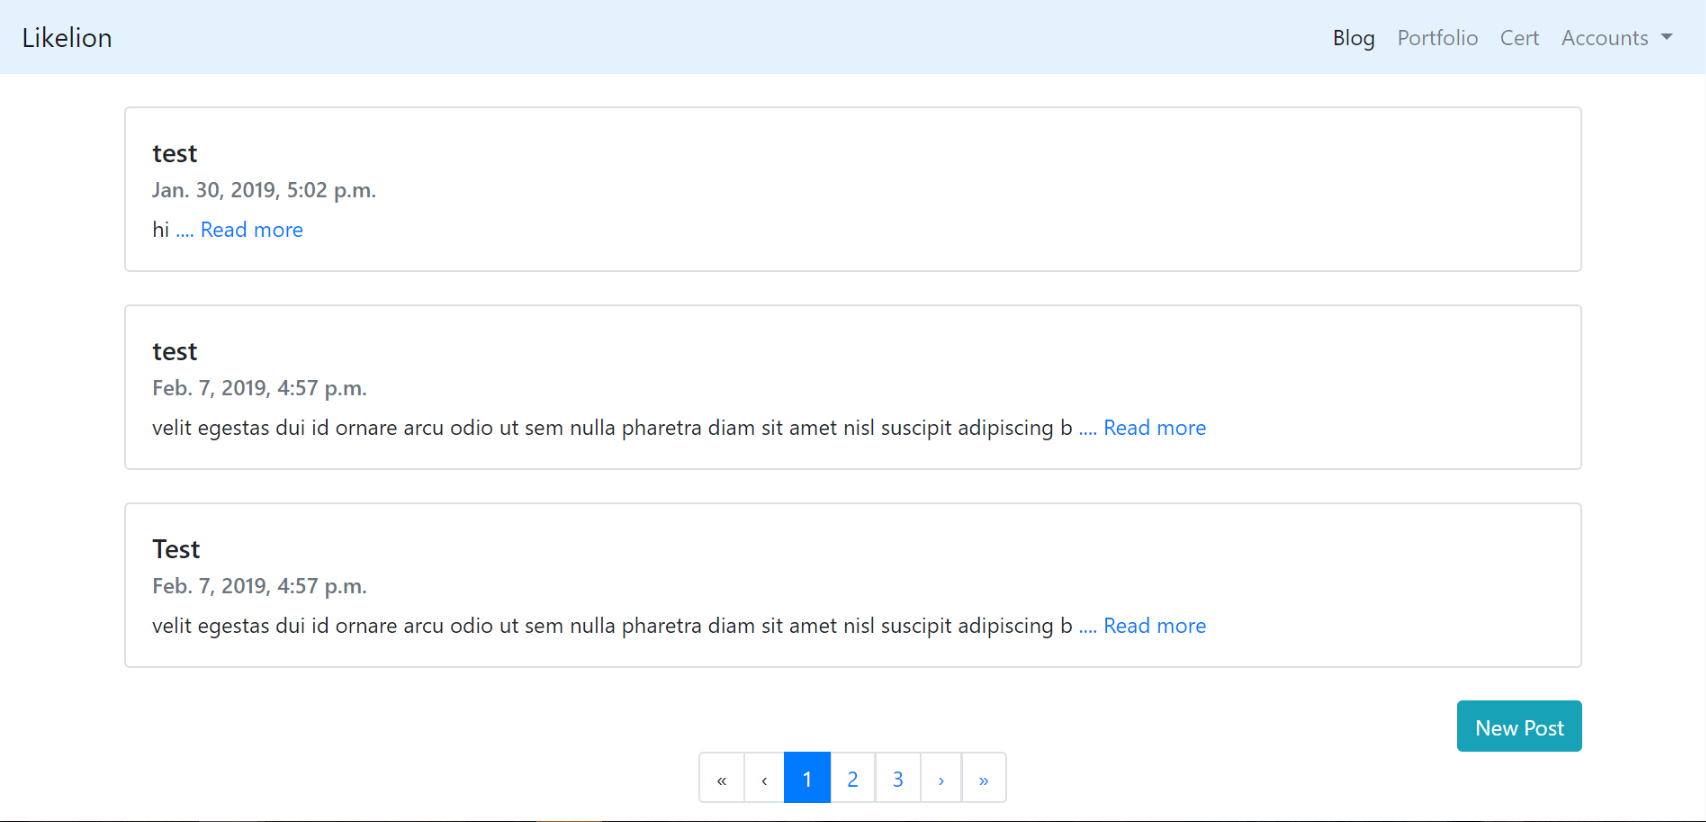 Likelion Blog Portfolio Cert Accounts
test
Jan. 30, 2019, 5:02 p.m.
hi .... Read more
test
Feb. 7, 2019, 4:57 p.m.
velit egestas dui id ornare arcu odio ut sem nulla pharetra diam sit amet nisl suscipit adipiscing b .... Read more
Test
Feb. 7, 2019, 4:57 p.m.
velit egestas dui id ornare arcu odio ut sem nulla pharetra diam sit amet nisl suscipit adipiscing b .... Read more
New Post
« ‹ 1 2 3 › »